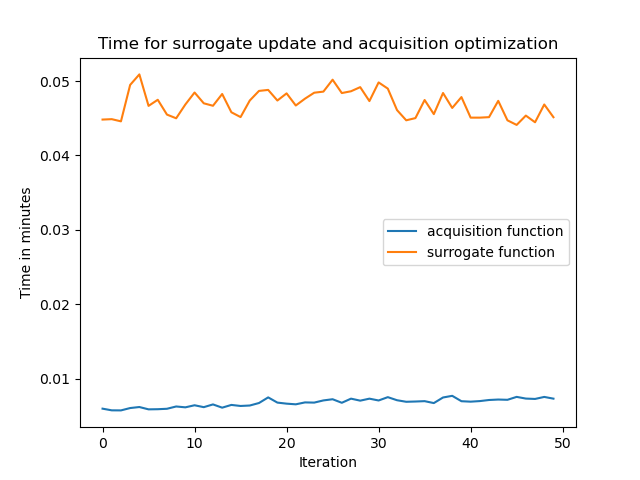 Time for surrogate update and acquisition optimization
0.05
0.04
0.03
0.02
0.01
Time in minutes
acquisition function
surrogate function
0
10
20
30
40
50
Iteration